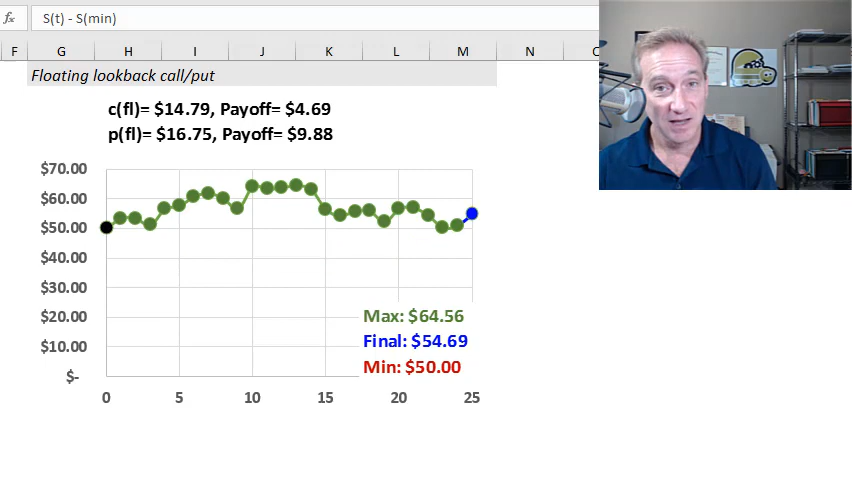 fx S(t) - S(min)
F G H I J K L M N
Floating lookback call/put
c(fl)= $14.79, Payoff= $4.69
p(fl)= $16.75, Payoff= $9.88
$70.00
$60.00
$50.00
$40.00
$30.00
$20.00
$10.00
$-
Max: $64.56
Final: $54.69
Min: $50.00
0 5 10 15 20 25